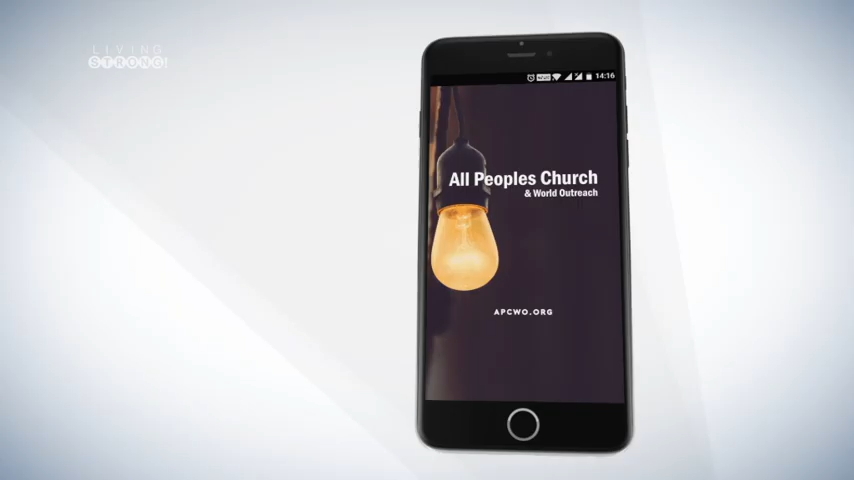 LIVING
STRONG!
14:16
All Peoples Church
& World Outreach
APCWO.ORG